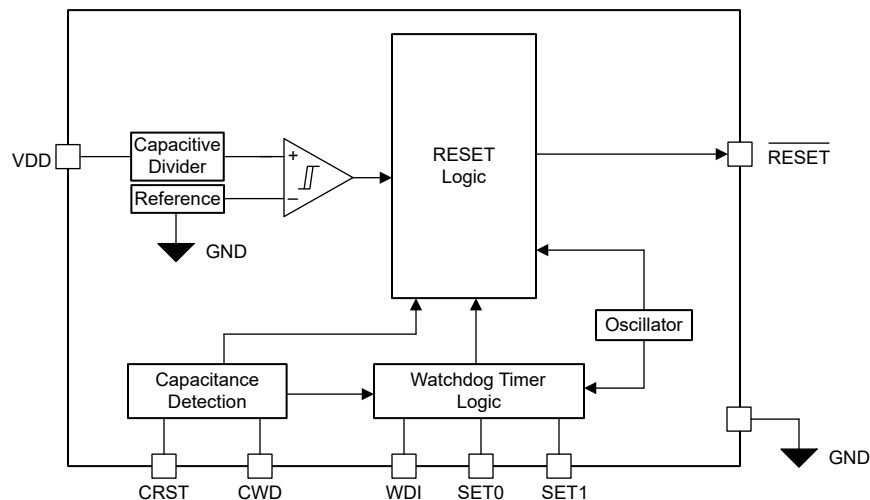 VDD
Capacitive
Divider
Reference
GND
+
−
RESET
Logic
RESET
Oscillator
Capacitance
Detection
Watchdog Timer
Logic
GND
CRST
CWD
WDI
SET0
SET1